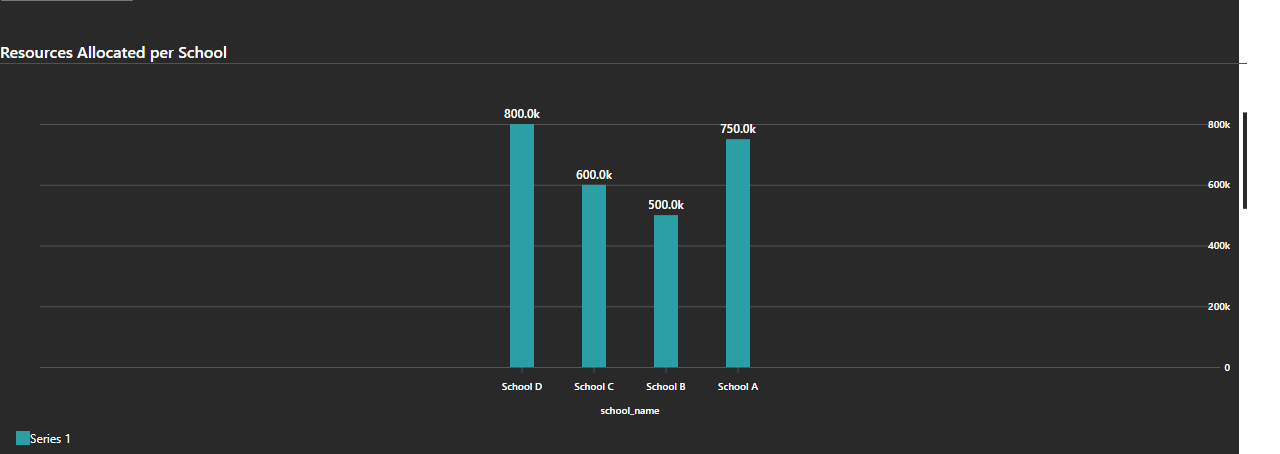 Resources Allocated per School
800.0k
750.0k
800k
600.0k
600k
500.0k
400k
200k
0
School D School C School B School A
school_name
Series 1